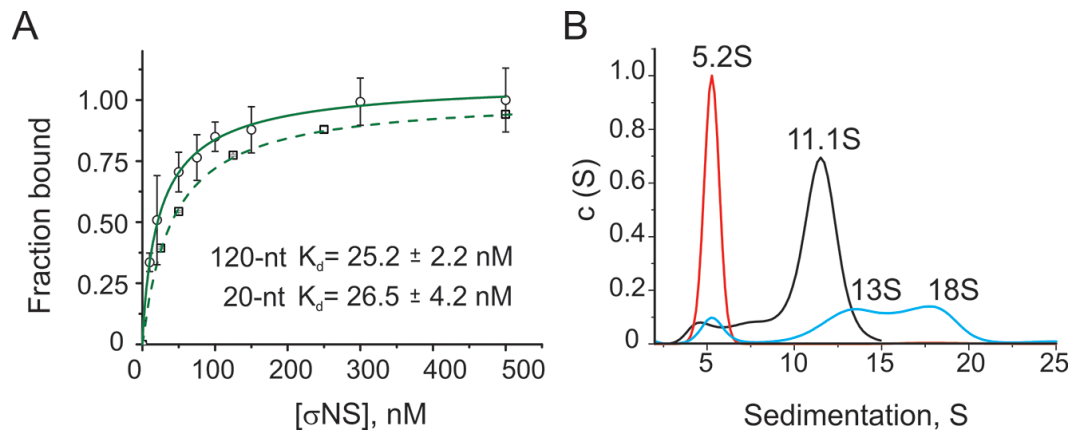 A
Fraction bound
1.00
0.75
0.50
0.25
0
120-nt K_d= 25.2 ± 2.2 nM
20-nt K_d= 26.5 ± 4.2 nM
0 100 200 300 400 500
[σNS], nM
B
c (S)
1.0
0.8
0.6
0.4
0.2
0.0
5.2S
11.1S
13S
18S
5 10 15 20 25
Sedimentation, S